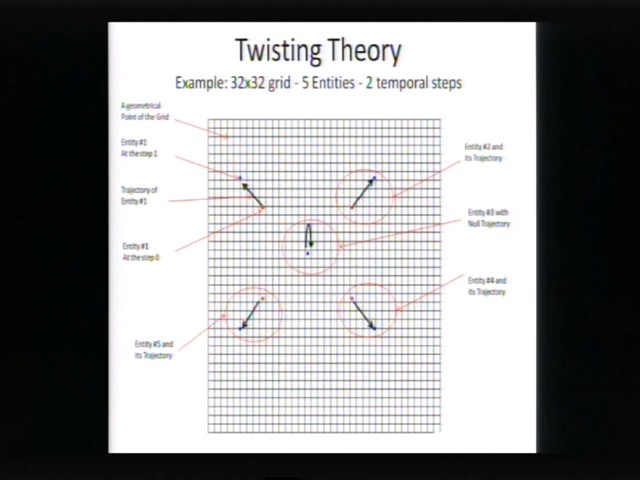 Twisting Theory
Example: 32x32 grid - 5 Entities - 2 temporal steps
A geometrical
Point of the Grid
Entity #1
At the step 1
Trajectory of
Entity #1
Entity #1
At the step 0
Entity #5 and
its Trajectory
Entity #2 and
its Trajectory
Entity #3 with
Null Trajectory
Entity #4 and
its Trajectory